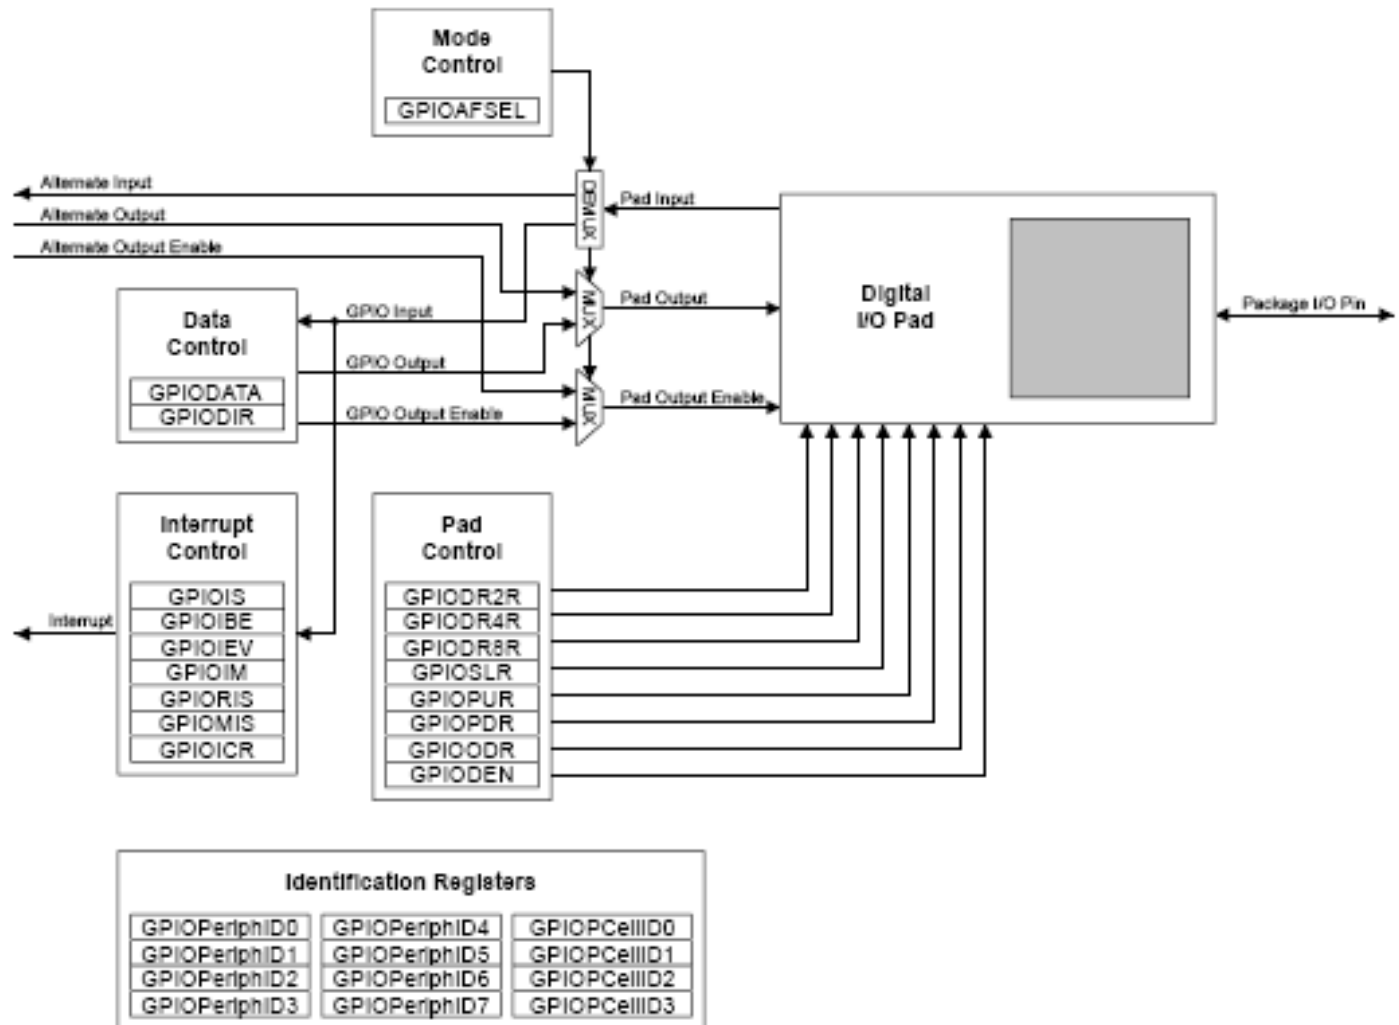 Mode
Control
GPIOAFSEL
Alternate Input
Alternate Output
Alternate Output Enable
DEMUX
Pad Input
MUX
Pad Output
MUX
Pad Output Enable
Digital
I/O Pad
Package I/O Pin
Data
Control
GPIODATA
GPIODIR
GPIO Input
GPIO Output
GPIO Output Enable
Interrupt
Control
GPIOIS
GPIOIBE
GPIOIEV
GPIOIM
GPIORIS
GPIOMIS
GPIOICR
Interrupt
Pad
Control
GPIODR2R
GPIODR4R
GPIODR8R
GPIOSLR
GPIOPUR
GPIOPDR
GPIOODR
GPIODEN
Identification Registers
GPIOPeriphID0 GPIOPeriphID4 GPIOPCellID0
GPIOPeriphID1 GPIOPeriphID5 GPIOPCellID1
GPIOPeriphID2 GPIOPeriphID6 GPIOPCellID2
GPIOPeriphID3 GPIOPeriphID7 GPIOPCellID3